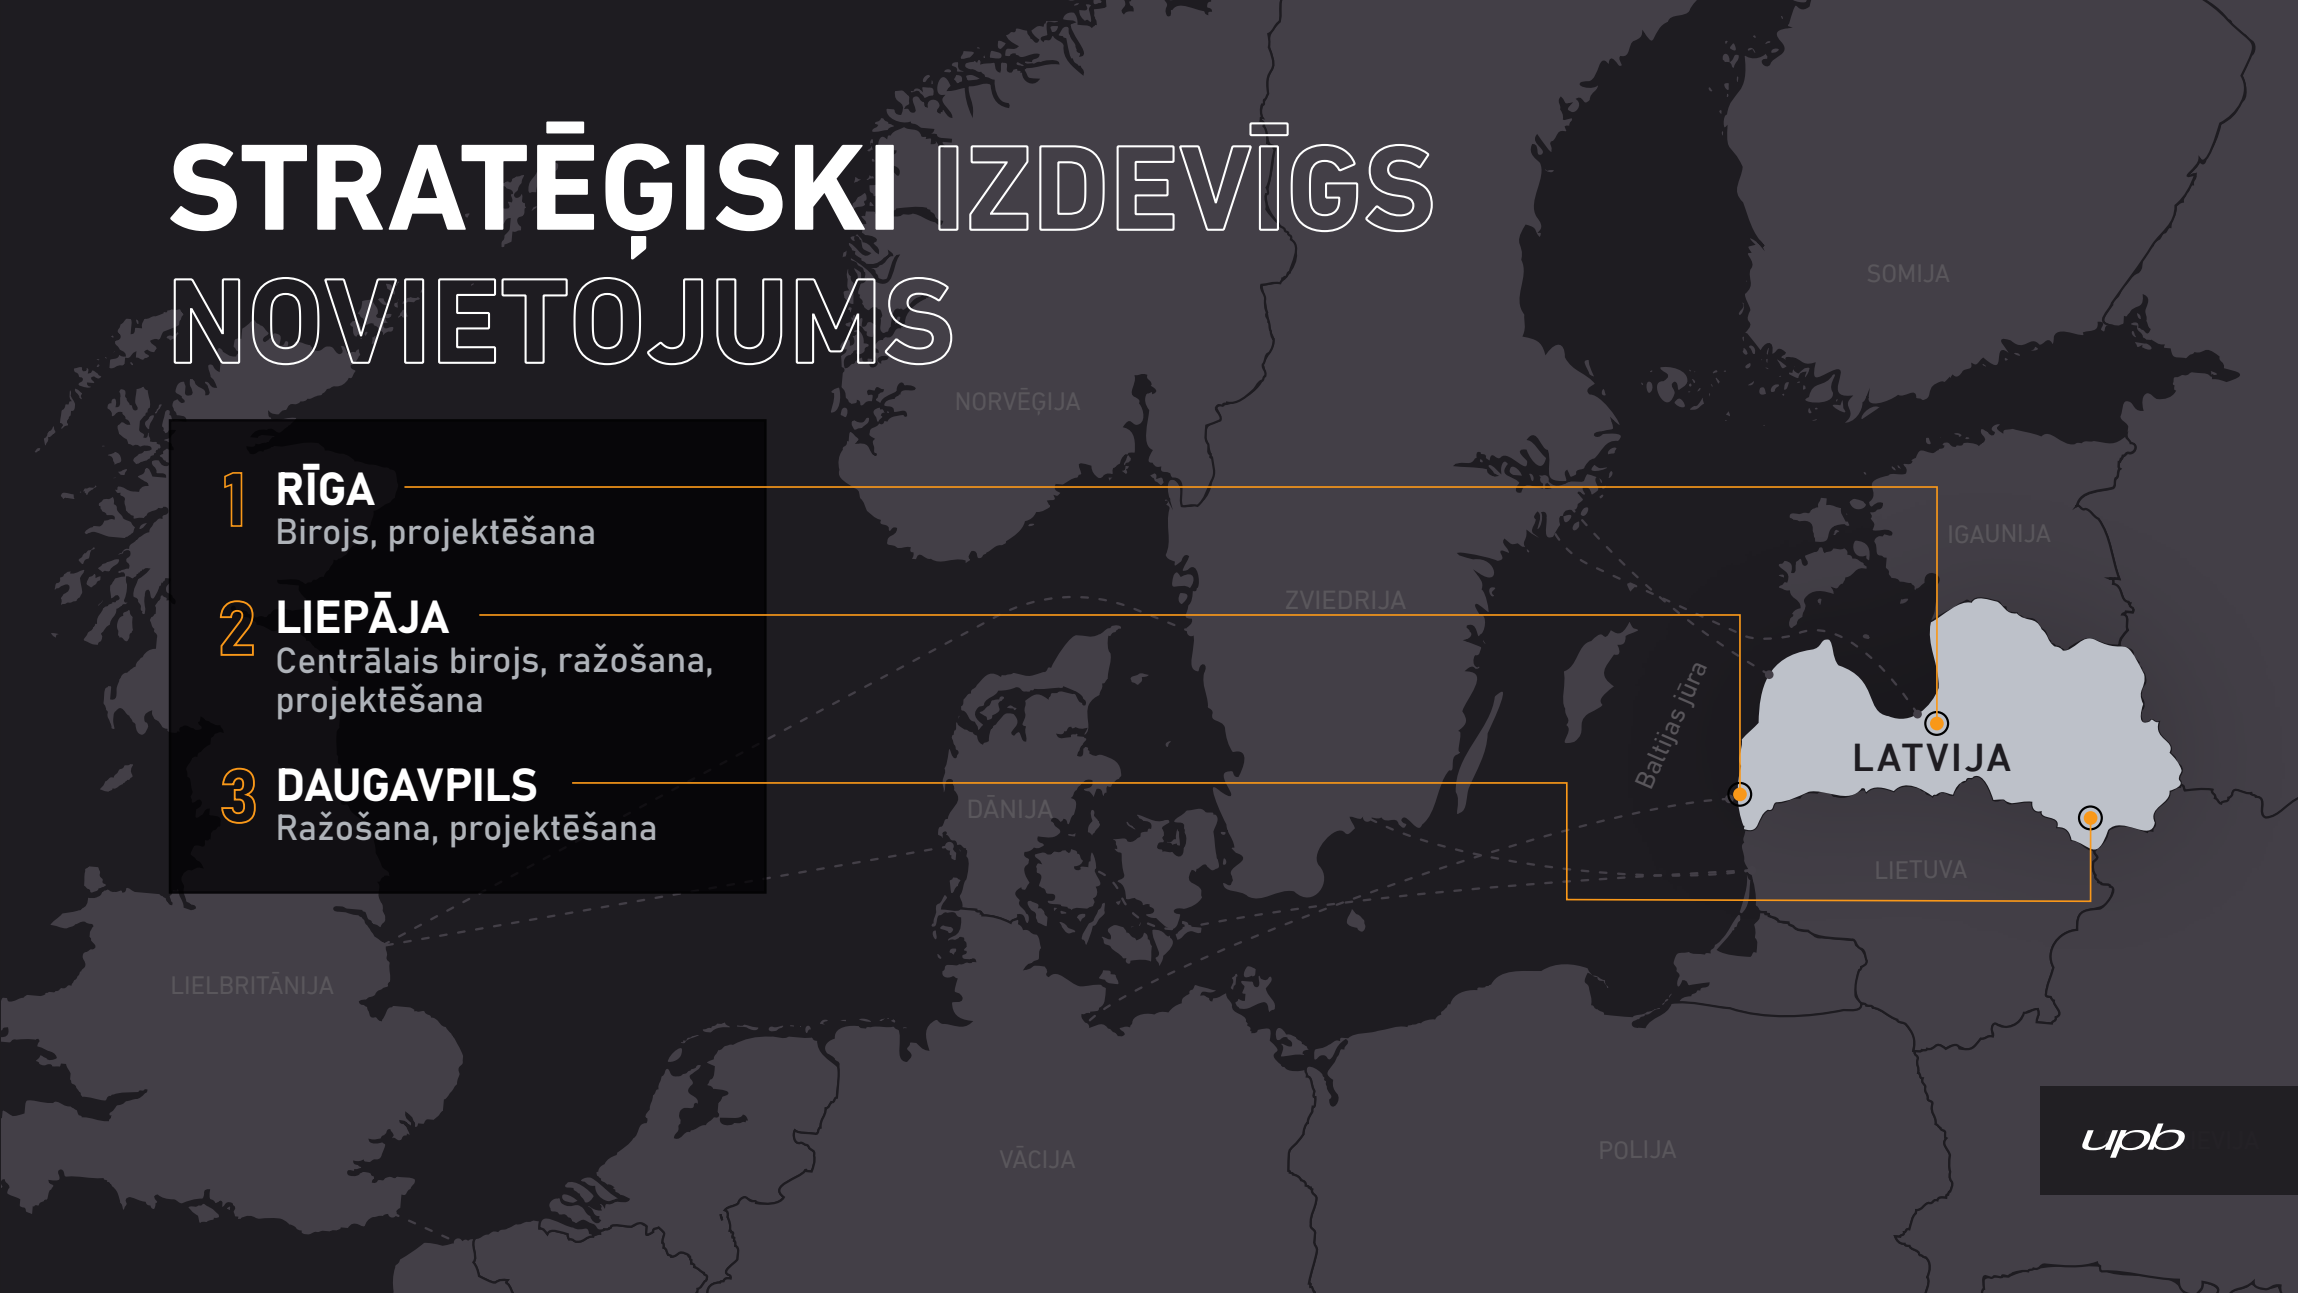 STRATĒĢISKI IZDEVĪGS
NOVIETOJUMS
1 RĪGA
Birojs, projektēšana
2 LIEPĀJA
Centrālais birojs, ražošana,
projektēšana
3 DAUGAVPILS
Ražošana, projektēšana
NORVĒĢIJA
SOMIJA
IGAUNIJA
ZVIEDRIJA
Baltijas jūra
LATVIJA
DĀNIJA
LIETUVA
LIELBRITĀNIJA
VĀCIJA
POLIJA
upb